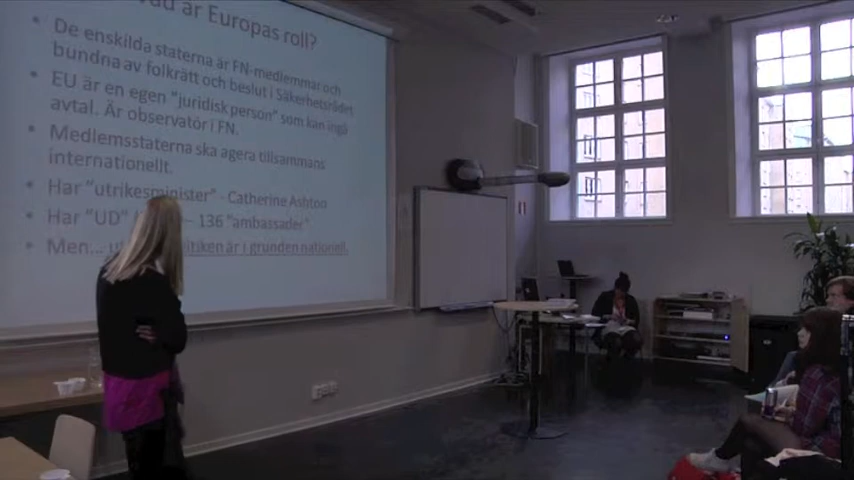 är Europas roll?
De enskilda staterna är FN-medlemmar och
bundna av folkrätt och beslut i Säkerhetsrådet
EU är en egen "juridisk person" som kan ingå
avtal. Är observatör i FN.
Medlemsstaterna ska agera tillsammans
internationellt.
Har "utrikesminister" - Catherine Ashton
Har "UD" – 136 "ambassader"
Men... är i grunden nationell.